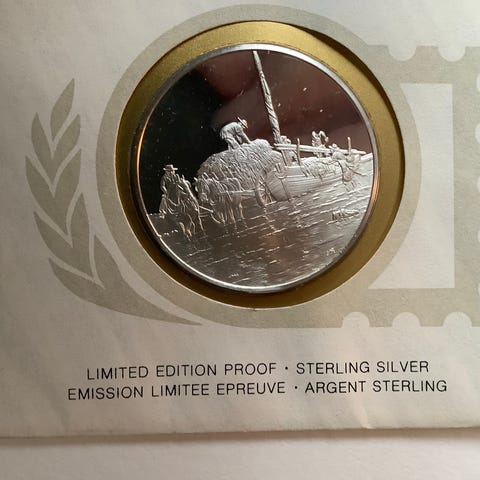 LIMITED EDITION PROOF · STERLING SILVER
EMISSION LIMITEE EPREUVE · ARGENT STERLING